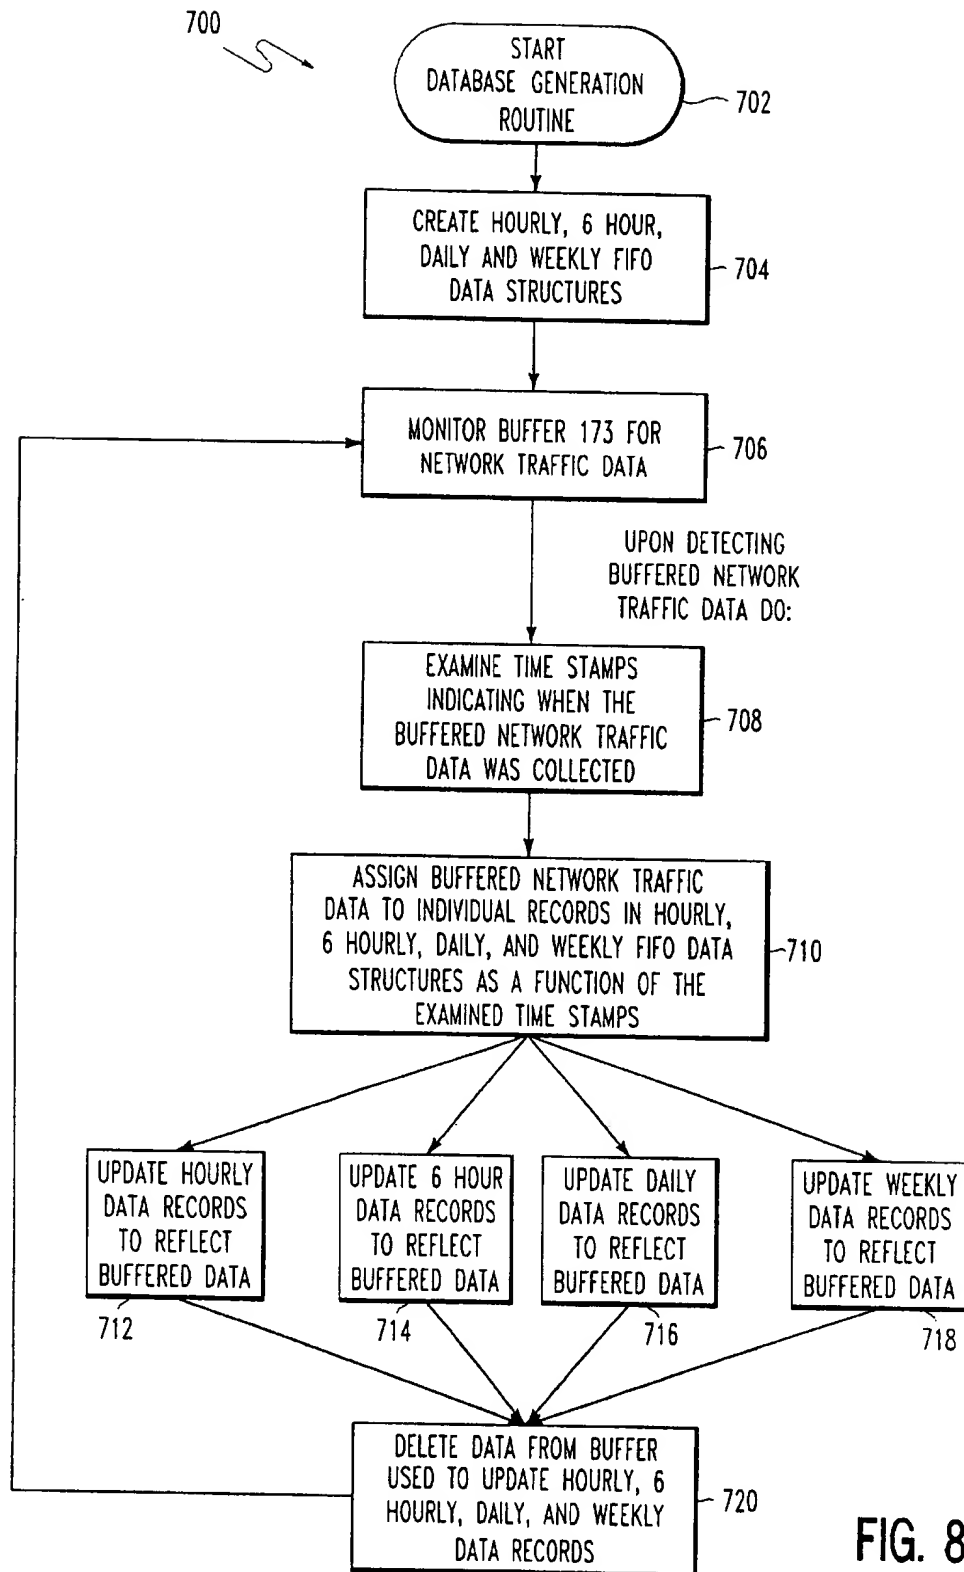 700
START
DATABASE GENERATION
ROUTINE
702
CREATE HOURLY, 6 HOUR,
DAILY AND WEEKLY FIFO
DATA STRUCTURES
704
MONITOR BUFFER 173 FOR
NETWORK TRAFFIC DATA
706
UPON DETECTING
BUFFERED NETWORK
TRAFFIC DATA DO:
EXAMINE TIME STAMPS
INDICATING WHEN THE
BUFFERED NETWORK TRAFFIC
DATA WAS COLLECTED
708
ASSIGN BUFFERED NETWORK TRAFFIC
DATA TO INDIVIDUAL RECORDS IN HOURLY,
6 HOURLY, DAILY, AND WEEKLY FIFO DATA
STRUCTURES AS A FUNCTION OF THE
EXAMINED TIME STAMPS
710
UPDATE HOURLY
DATA RECORDS
TO REFLECT
BUFFERED DATA
712
UPDATE 6 HOUR
DATA RECORDS
TO REFLECT
BUFFERED DATA
714
UPDATE DAILY
DATA RECORDS
TO REFLECT
BUFFERED DATA
716
UPDATE WEEKLY
DATA RECORDS
TO REFLECT
BUFFERED DATA
718
DELETE DATA FROM BUFFER
USED TO UPDATE HOURLY, 6
HOURLY, DAILY, AND WEEKLY
DATA RECORDS
720
FIG. 8